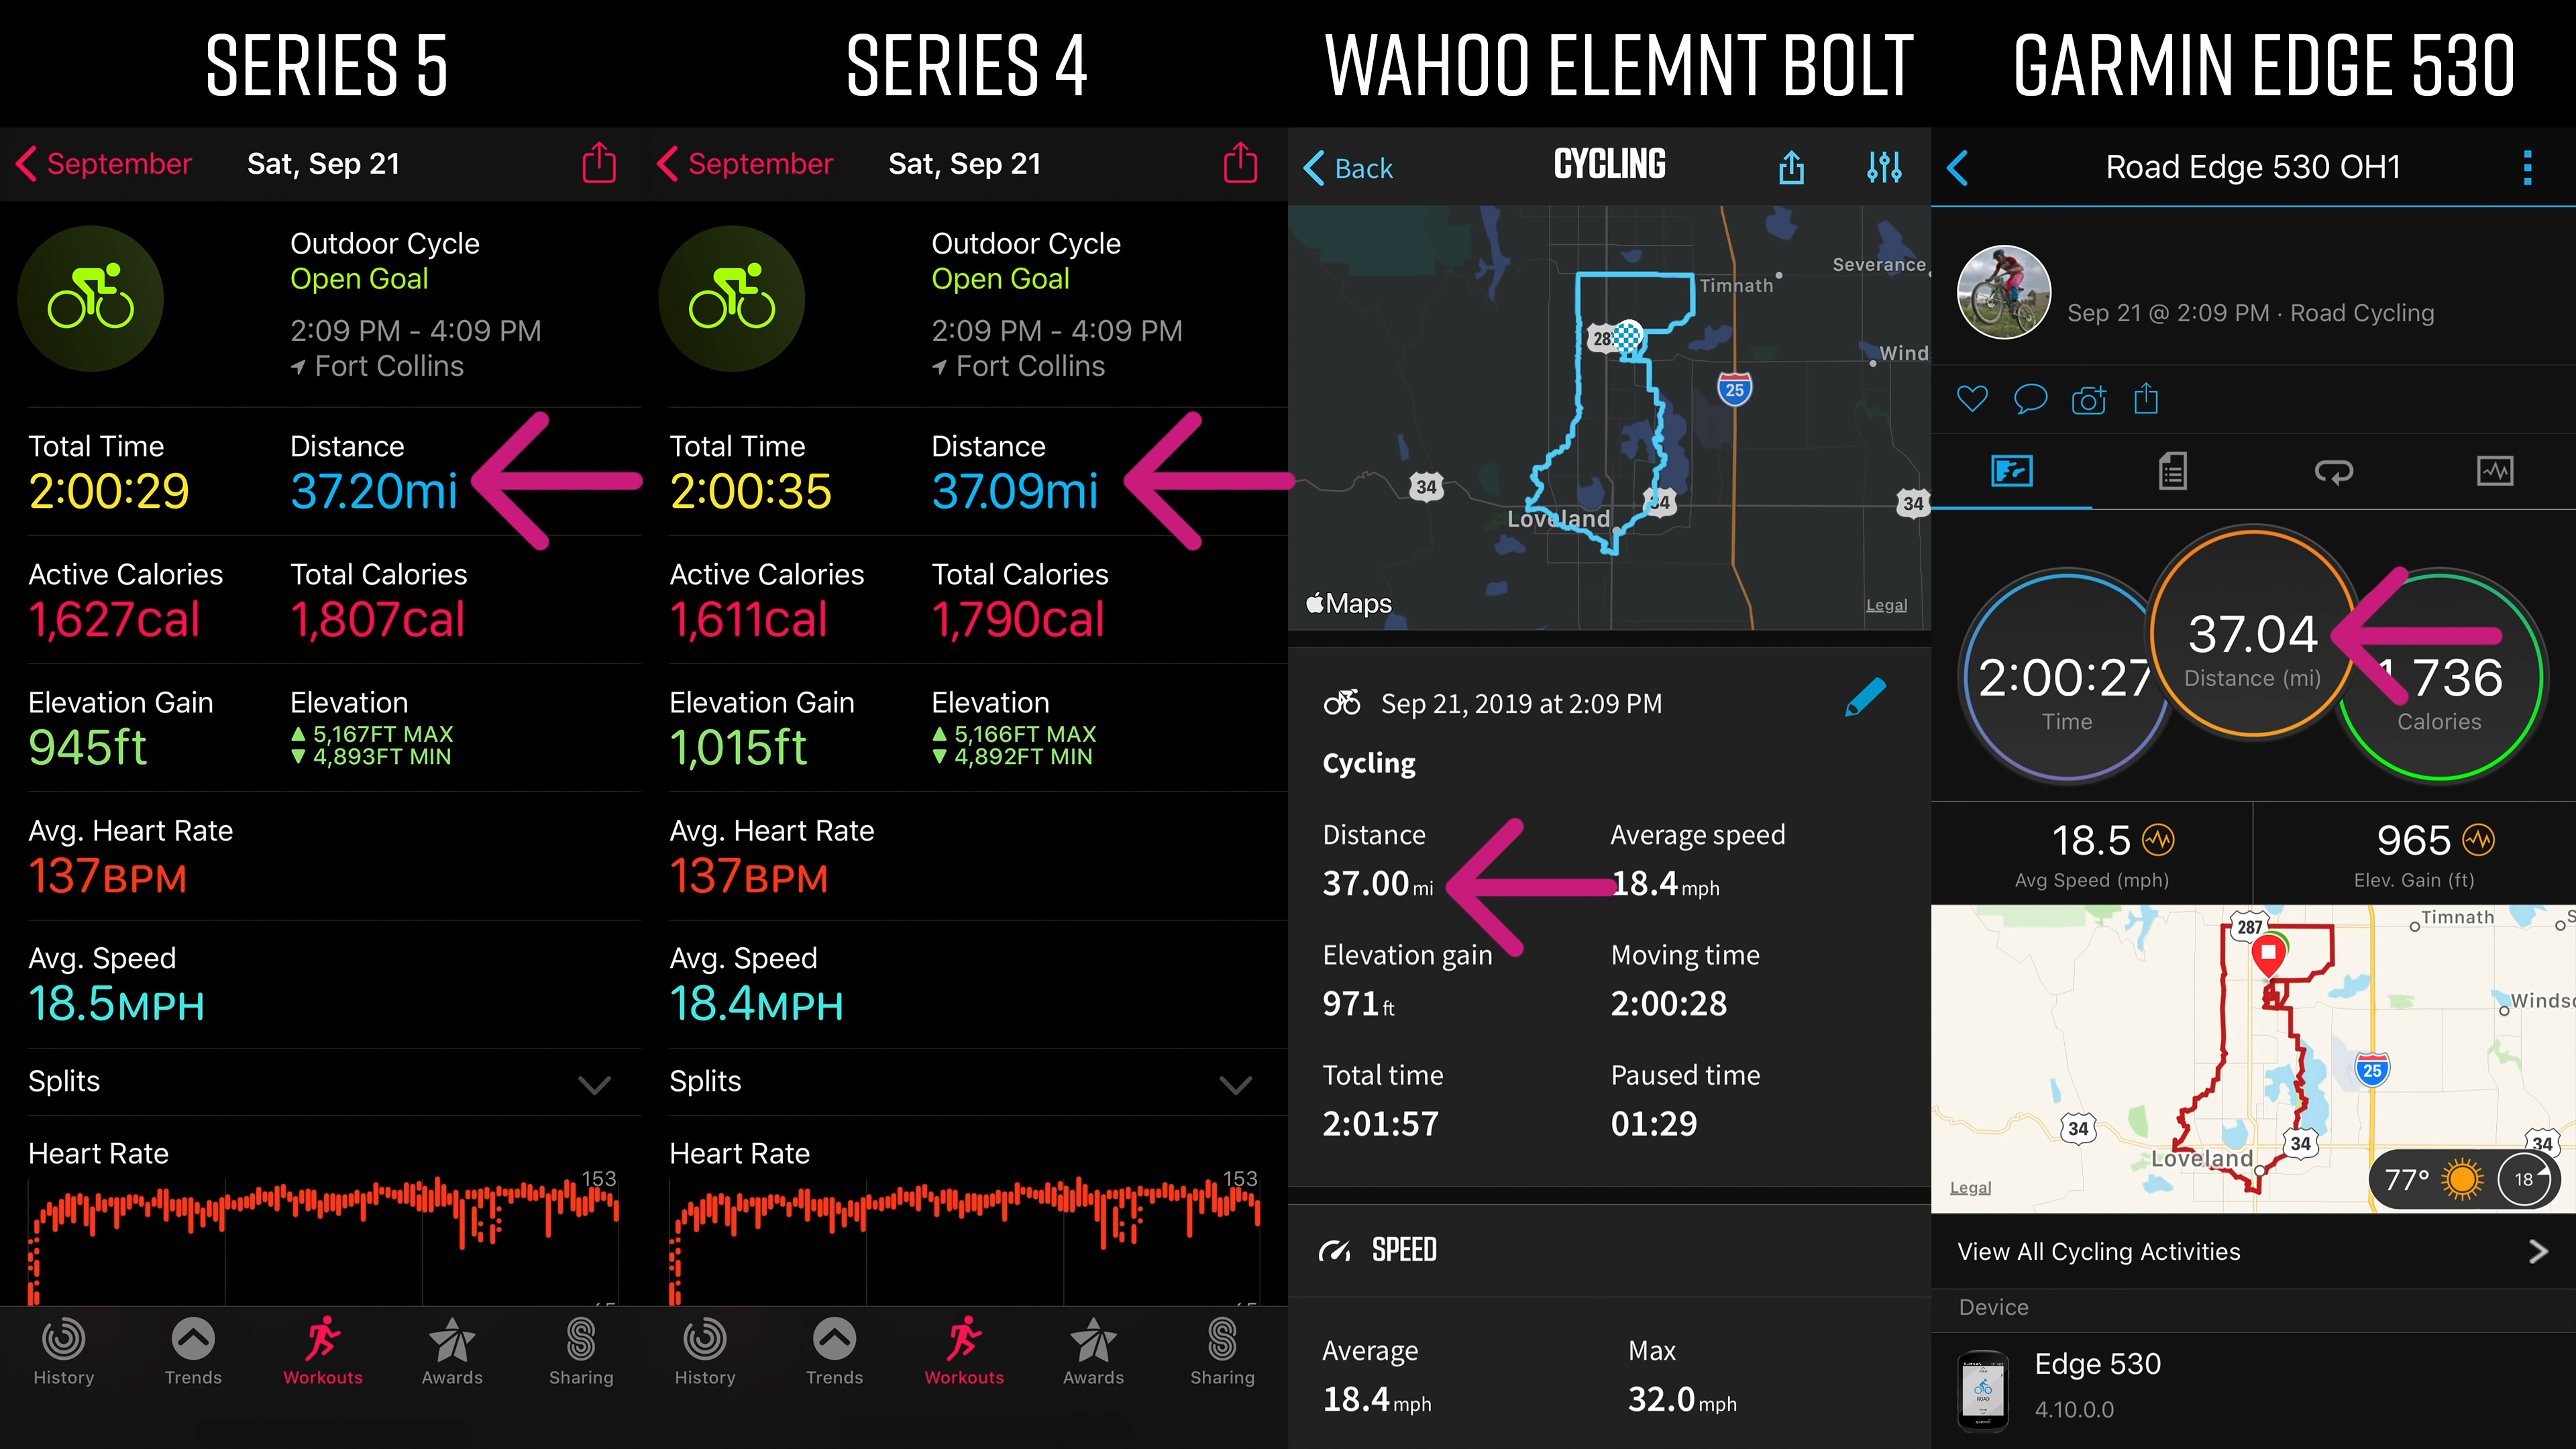 SERIES 5
September
Sat, Sep 21
Outdoor Cycle
Open Goal
2:09 PM - 4:09 PM
Fort Collins
Total Time
Distance
2:00:29
37.20mi
Active Calories
Total Calories
1,627cal
1,807cal
Elevation Gain
Elevation
945ft
5,167FT MAX
4,893FT MIN
Avg. Heart Rate
137BPM
Avg. Speed
18.5MPH
Splits
Heart Rate
153
History
Trends
Workouts
Awards
Sharing
SERIES 4
September
Sat, Sep 21
Outdoor Cycle
Open Goal
2:09 PM - 4:09 PM
Fort Collins
Total Time
Distance
2:00:35
37.09mi
Active Calories
Total Calories
1,611cal
1,790cal
Elevation Gain
Elevation
1,015ft
5,166FT MAX
4,892FT MIN
Avg. Heart Rate
137BPM
Avg. Speed
18.4MPH
Splits
Heart Rate
153
History
Trends
Workouts
Awards
Sharing
WAHOO ELEMNT BOLT
Back
CYCLING
Severance
Timnath
28
Wind
25
34
34
34
Loveland
Maps
Legal
Sep 21, 2019 at 2:09 PM
Cycling
Distance
Average speed
37.00 mi
18.4 mph
Elevation gain
Moving time
971 ft
2:00:28
Total time
Paused time
2:01:57
01:29
SPEED
Average
Max
18.4 mph
32.0 mph
GARMIN EDGE 530
Road Edge 530 OH1
Sep 21 @ 2:09 PM · Road Cycling
37.04
Distance (mi)
2:00:27
Time
736
Calories
18.5
Avg Speed (mph)
965
Elev. Gain (ft)
287
Timnath
S
Windsc
25
34
34
34
Loveland
Legal
77°
18
View All Cycling Activities
Device
Edge 530
4.10.0.0